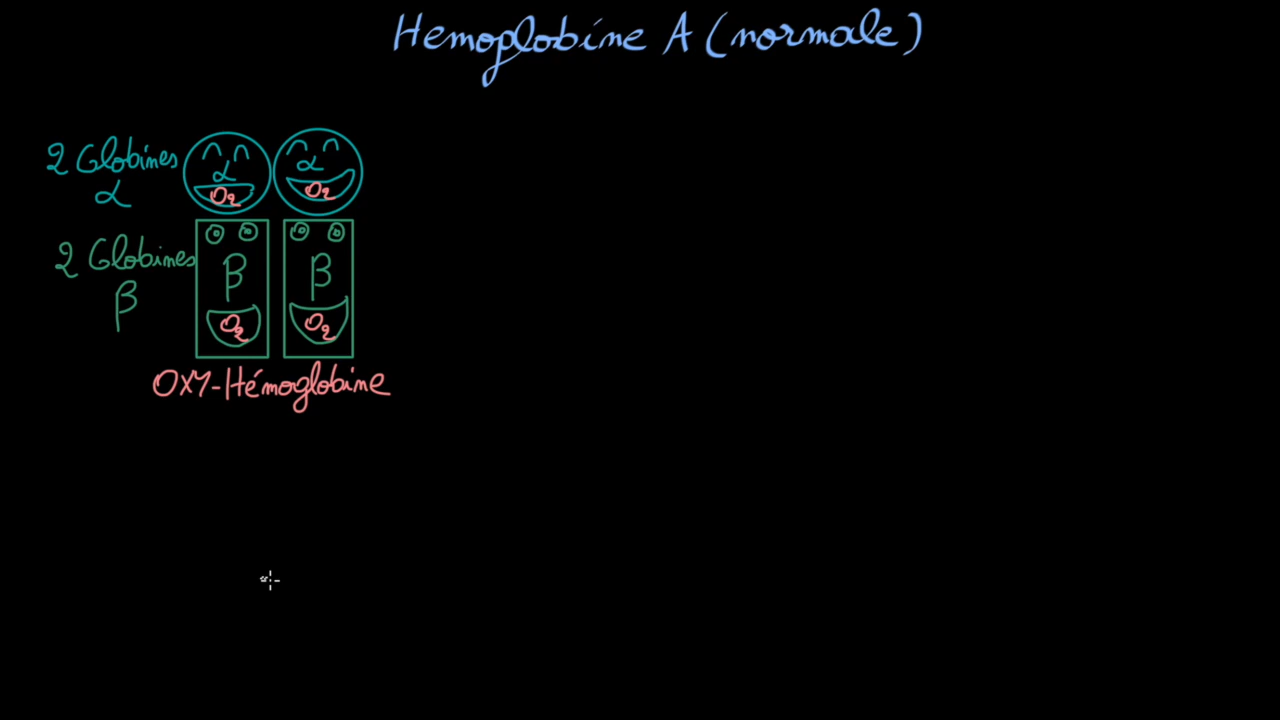 Hemoglobine A (normale)
2 Globines
α
α α
O2 O2
2 Globines
β
β β
O2 O2
OXY-Hémoglobine